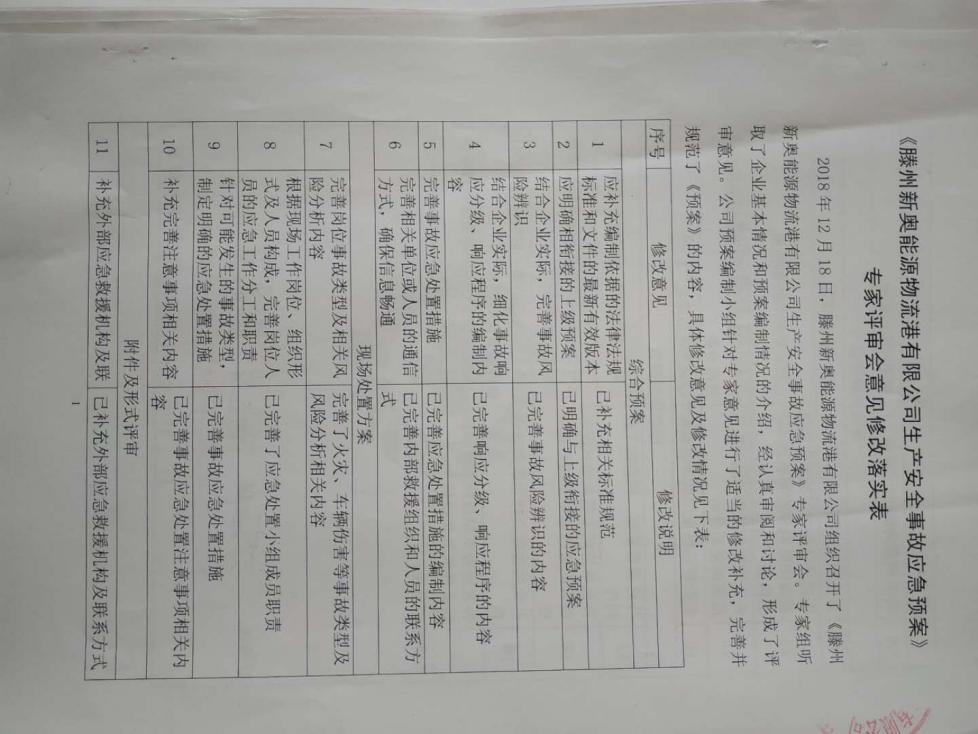 《滕州新奥能源物流港有限公司生产安全事故应急预案》
专家评审会意见修改落实表
2018年12月18日，滕州新奥能源物流港有限公司组织召开了《滕州
新奥能源物流港有限公司生产安全事故应急预案》专家评审会。专家组听
取了企业基本情况和预案编制情况的介绍，经认真审阅和讨论，形成了评
审意见。公司预案编制小组针对专家意见进行了适当的修改补充，完善并
规范了《预案》的内容，具体修改意见及修改情况见下表：
序号 修改意见 修改说明
综合预案
1 应补充编制依据的法律法规 已补充相关标准规范
标准和文件的最新有效版本
2 应明确相衔接的上级预案 已明确与上级衔接的应急预案
3 结合企业实际，完善事故风 已完善事故风险辨识的内容
险辨识
4 结合企业实际，细化事故响 已完善响应分级、响应程序的内容
应分级、响应程序的编制内
容
5 完善事故应急处置措施 已完善应急处置措施的编制内容
6 完善相关单位或人员的通信 已完善内部救援组织和人员的联系方
方式，确保信息畅通 式
现场处置方案
7 完善岗位事故类型及相关风 完善了火灾、车辆伤害等事故类型及
险分析内容 风险分析相关内容
8 根据现场工作岗位、组织形 已完善了应急处置小组成员职责
式及人员构成，完善岗位人
员的应急工作分工和职责
9 针对可能发生的事故类型， 已完善事故应急处置措施
制定明确的应急处置措施
10 补充完善注意事项相关内容 已完善事故应急处置注意事项相关内
容
附件及形式评审
11 补充外部应急救援机构及联 已补充外部应急救援机构及联系方式
1